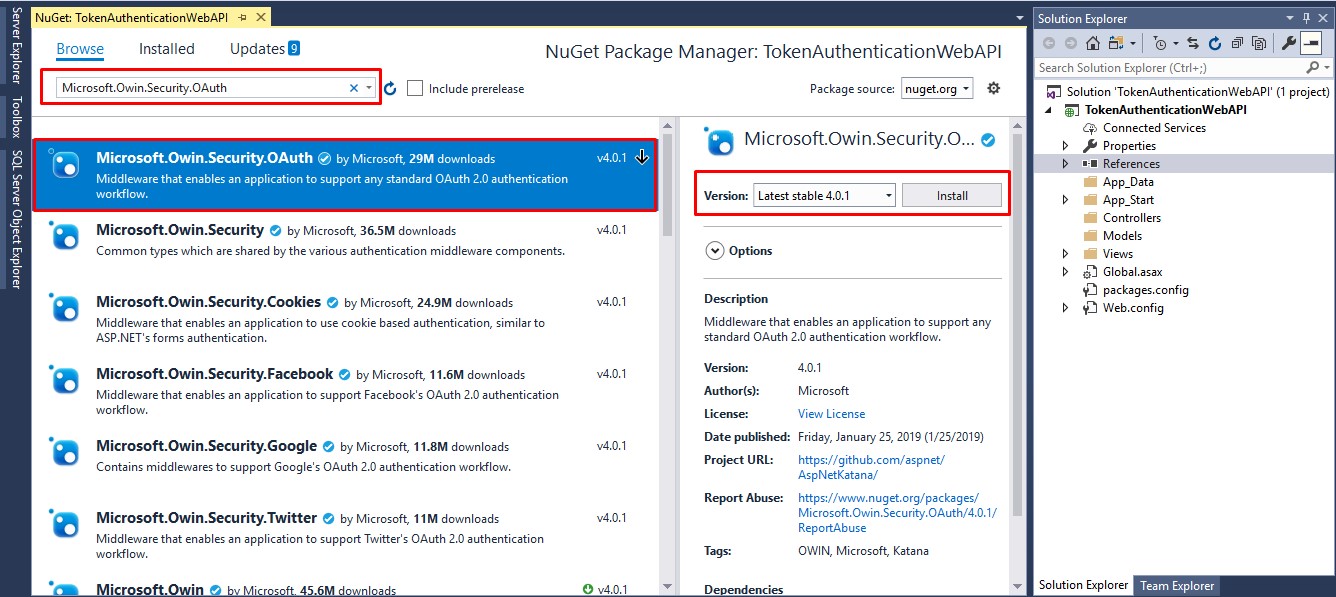 NuGet: TokenAuthenticationWebAPI
Server Explorer
Toolbox
SQL Server Object Explorer
Browse
Installed
Updates 9
NuGet Package Manager: TokenAuthenticationWebAPI
Microsoft.Owin.Security.OAuth
Include prerelease
Package source: nuget.org
Microsoft.Owin.Security.OAuth by Microsoft, 29M downloads v4.0.1
Middleware that enables an application to support any standard OAuth 2.0 authentication
workflow.
Microsoft.Owin.Security by Microsoft, 36.5M downloads v4.0.1
Common types which are shared by the various authentication middleware components.
Microsoft.Owin.Security.Cookies by Microsoft, 24.9M downloads v4.0.1
Middleware that enables an application to use cookie based authentication, similar to
ASP.NET's forms authentication.
Microsoft.Owin.Security.Facebook by Microsoft, 11.6M downloads v4.0.1
Middleware that enables an application to support Facebook's OAuth 2.0 authentication
workflow.
Microsoft.Owin.Security.Google by Microsoft, 11.8M downloads v4.0.1
Contains middlewares to support Google's OAuth 2.0 authentication workflow.
Microsoft.Owin.Security.Twitter by Microsoft, 11M downloads v4.0.1
Middleware that enables an application to support Twitter's OAuth 2.0 authentication
workflow.
Microsoft.Owin by Microsoft, 45.6M downloads v4.0.1
Microsoft.Owin.Security.O...
Version: Latest stable 4.0.1 Install
Options
Description
Middleware that enables an application to support any
standard OAuth 2.0 authentication workflow.
Version: 4.0.1
Author(s): Microsoft
License: View License
Date published: Friday, January 25, 2019 (1/25/2019)
Project URL: https://github.com/aspnet/
AspNetKatana/
Report Abuse: https://www.nuget.org/packages/
Microsoft.Owin.Security.OAuth/4.0.1/
ReportAbuse
Tags: OWIN, Microsoft, Katana
Dependencies
Solution Explorer
Search Solution Explorer (Ctrl+;)
Solution 'TokenAuthenticationWebAPI' (1 project)
TokenAuthenticationWebAPI
Connected Services
Properties
References
App_Data
App_Start
Controllers
Models
Views
Global.asax
packages.config
Web.config
Solution Explorer
Team Explorer